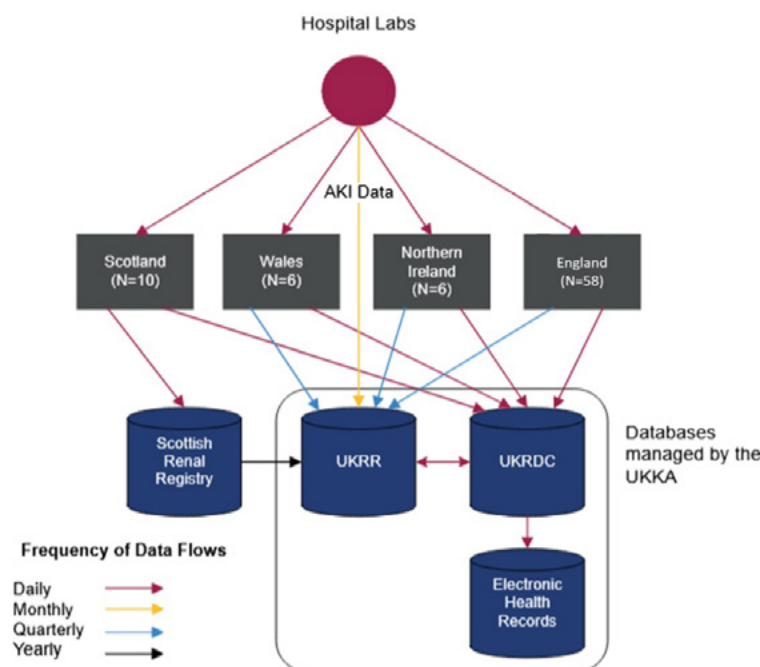 Hospital Labs
AKI Data
Scotland
(N=10)
Wales
(N=6)
Northern
Ireland
(N=6)
England
(N=58)
Scottish
Renal
Registry
UKRR
UKRDC
Databases
managed by the
UKKA
Electronic
Health
Records
Frequency of Data Flows
Daily
Monthly
Quarterly
Yearly